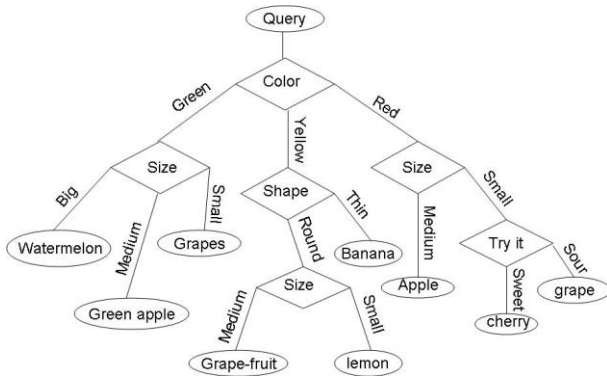 Query
Color
Green
Yellow
Red
Size
Shape
Size
Big
Medium
Small
Round
Thin
Medium
Small
Watermelon
Grapes
Banana
Try it
Green apple
Size
Apple
Sweet
Sour
Medium
Small
cherry
grape
Grape-fruit
lemon